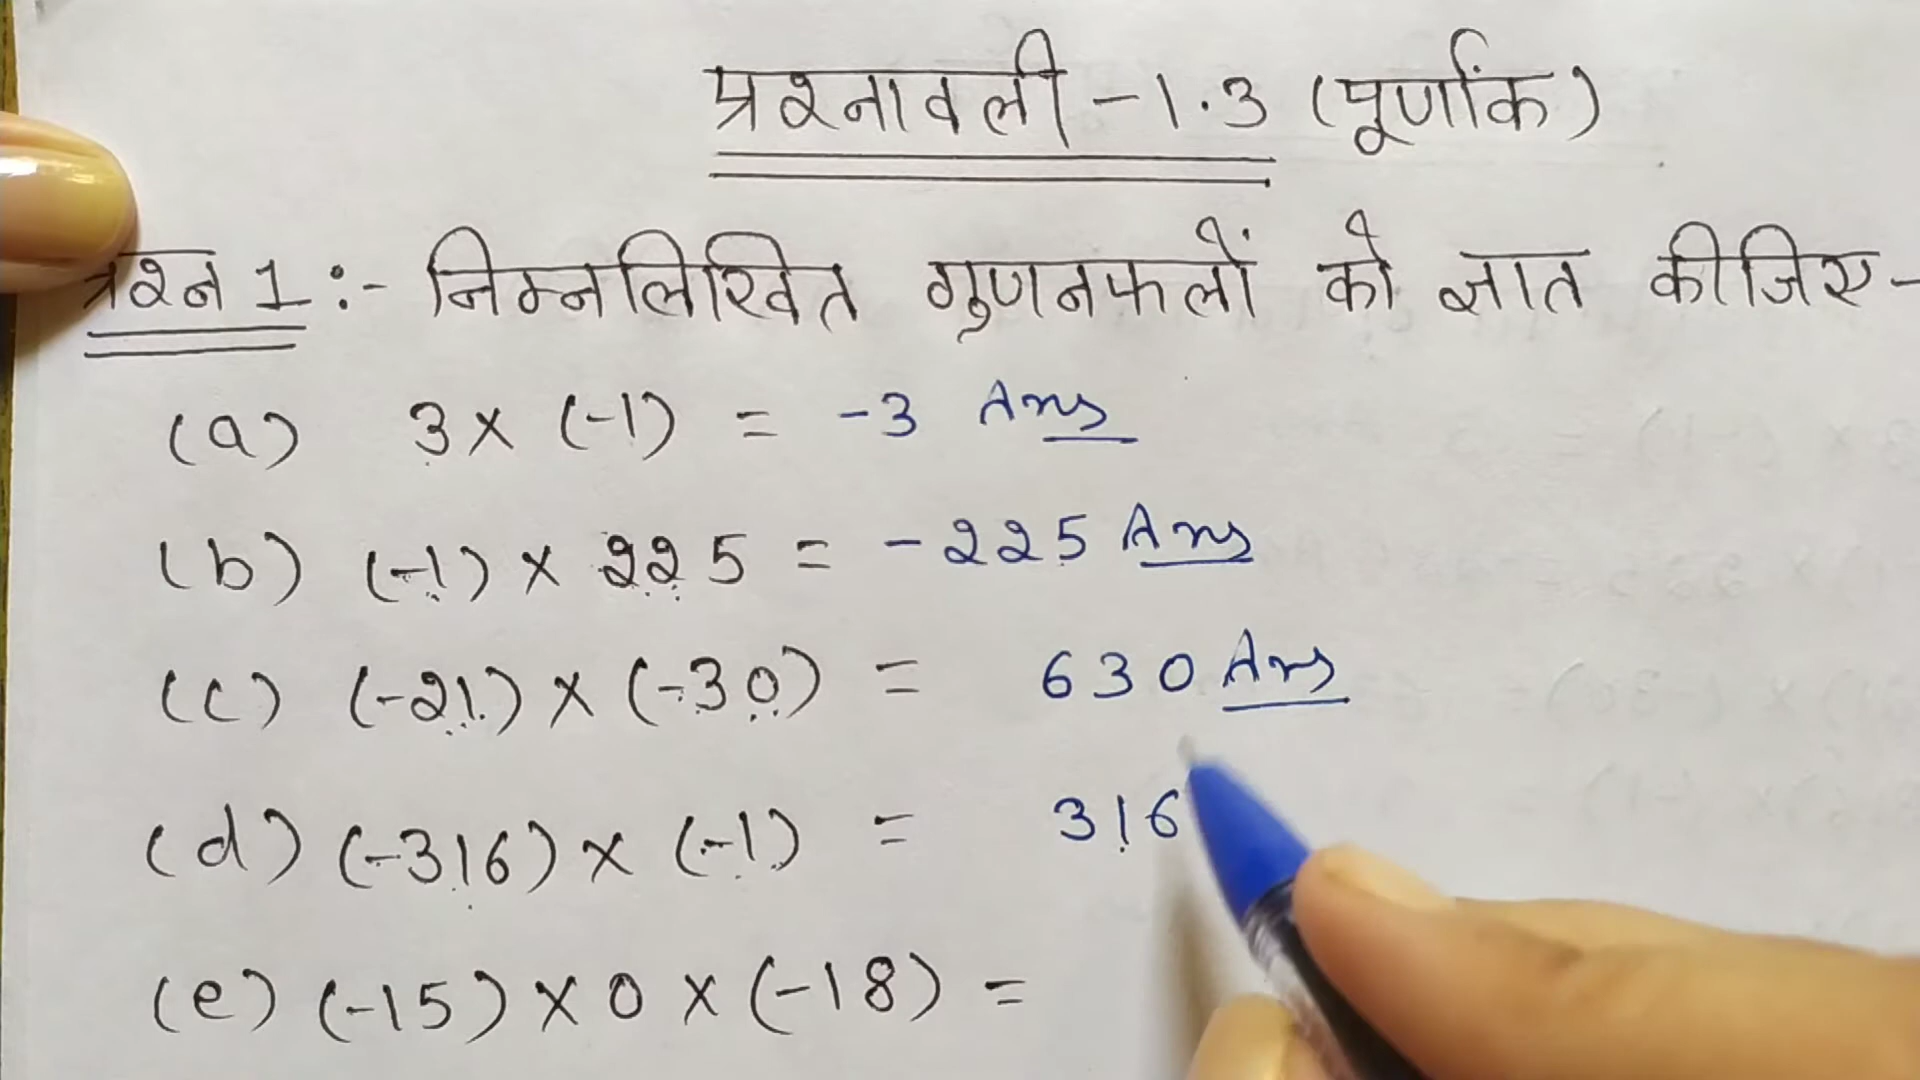 प्रश्नावली - 1.3 (पूर्णांक)
प्रश्न 1 :- निम्नलिखित गुणनफलों को ज्ञात कीजिए -
(a) 3 × (-1) = -3 Ans
(b) (-1) × 225 = -225 Ans
(c) (-21) × (-30) = 630 Ans
(d) (-316) × (-1) = 316
(e) (-15) × 0 × (-18) =